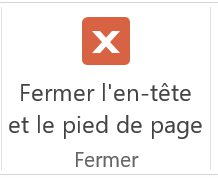 Fermer l'en-tête
et le pied de page
Fermer